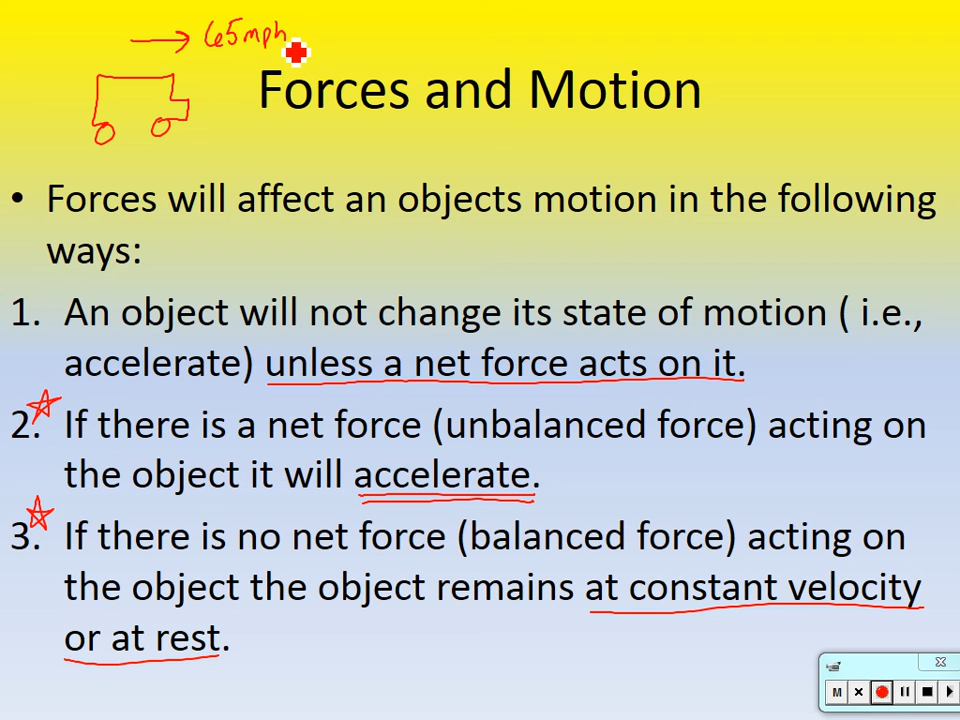 65mph
Forces and Motion
• Forces will affect an objects motion in the following
ways:
1. An object will not change its state of motion ( i.e.,
accelerate) unless a net force acts on it.
2. If there is a net force (unbalanced force) acting on
the object it will accelerate.
3. If there is no net force (balanced force) acting on
the object the object remains at constant velocity
or at rest.
M